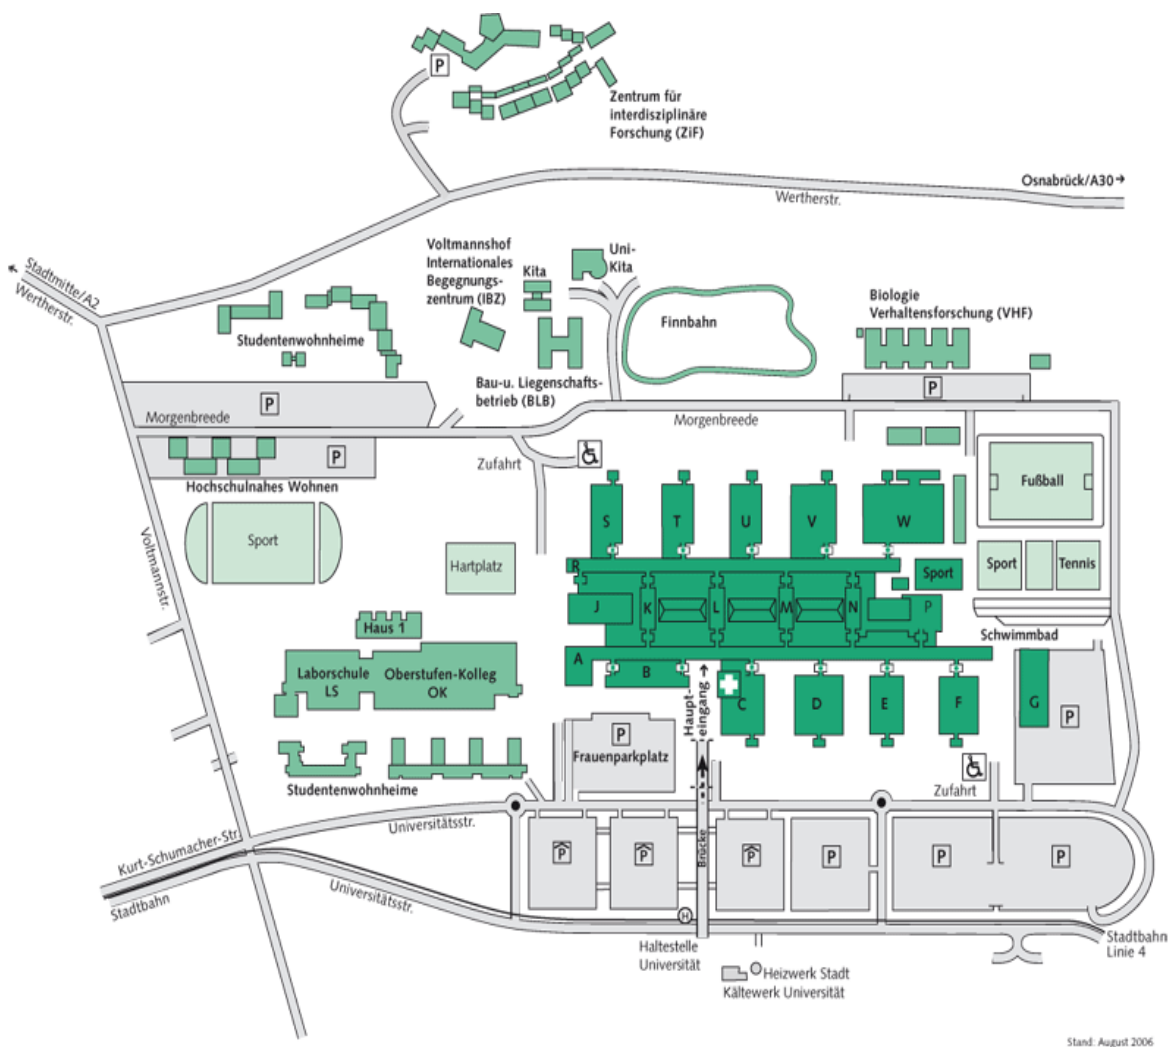 P
Zentrum für
interdisziplinäre
Forschung (ZiF)
Osnabrück/A30
Wertherstr.
Stadtmitte/A2
Wertherstr.
Voltmannshof
Internationales
Begegnungs-
zentrum (IBZ)
Kita
Uni-
Kita
Finnbahn
Biologie
Verhaltensforschung (VHF)
Studentenwohnheime
Bau-u. Liegenschafts-
betrieb (BLB)
P
P
Morgenbreede
Morgenbreede
P
Hochschulnahes Wohnen
Zufahrt
Voltmannstr.
Sport
Hartplatz
Fußball
S
T
U
V
W
R
Sport
Sport
Tennis
J
K
L
M
N
P
Schwimmbad
Haus 1
Laborschule
LS
Oberstufen-Kolleg
OK
A
B
Haupt-
eingang
C
D
E
F
G
P
P
Frauenparkplatz
Studentenwohnheime
Zufahrt
Universitätsstr.
Kurt-Schumacher-Str.
Stadtbahn
Universitätsstr.
P
P
Brücke
P
P
P
P
H
Haltestelle
Universität
Stadtbahn
Linie 4
Heizwerk Stadt
Kältewerk Universität
Stand: August 2006